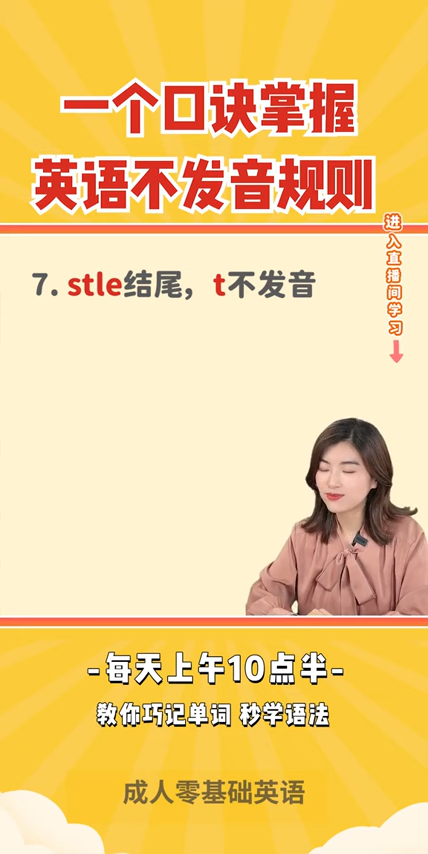 一个口诀掌握
英语不发音规则
进入直播间学习
7. stle结尾，t不发音
-每天上午10点半-
教你巧记单词 秒学语法
成人零基础英语